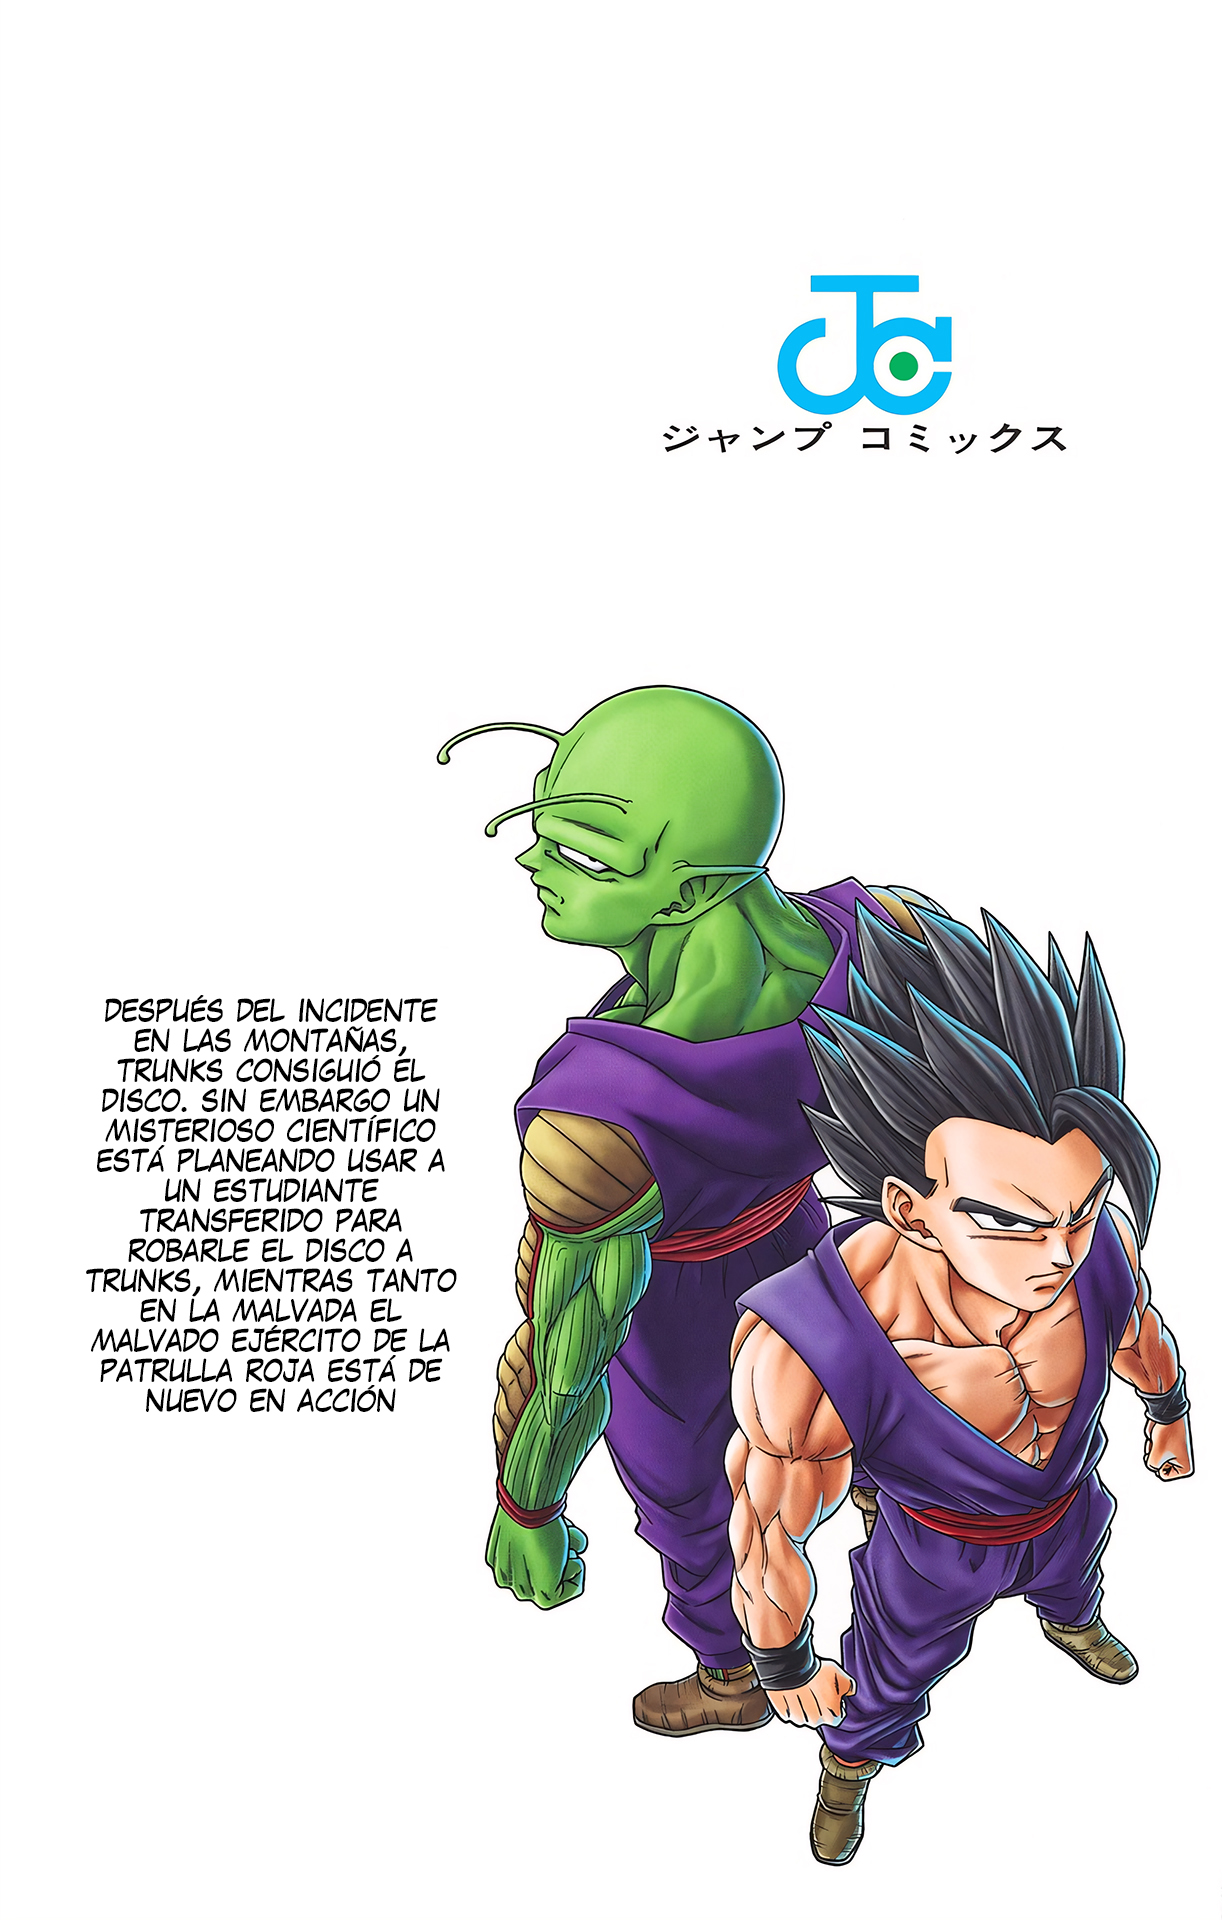 JC
ジャンプ コミックス
DESPUÉS DEL INCIDENTE
EN LAS MONTAÑAS,
TRUNKS CONSIGUIÓ EL
DISCO. SIN EMBARGO UN
MISTERIOSO CIENTÍFICO
ESTÁ PLANEANDO USAR A
UN ESTUDIANTE
TRANSFERIDO PARA
ROBARLE EL DISCO A
TRUNKS, MIENTRAS TANTO
EN LA MALVADA EL
MALVADO EJÉRCITO DE LA
PATRULLA ROJA ESTÁ DE
NUEVO EN ACCIÓN